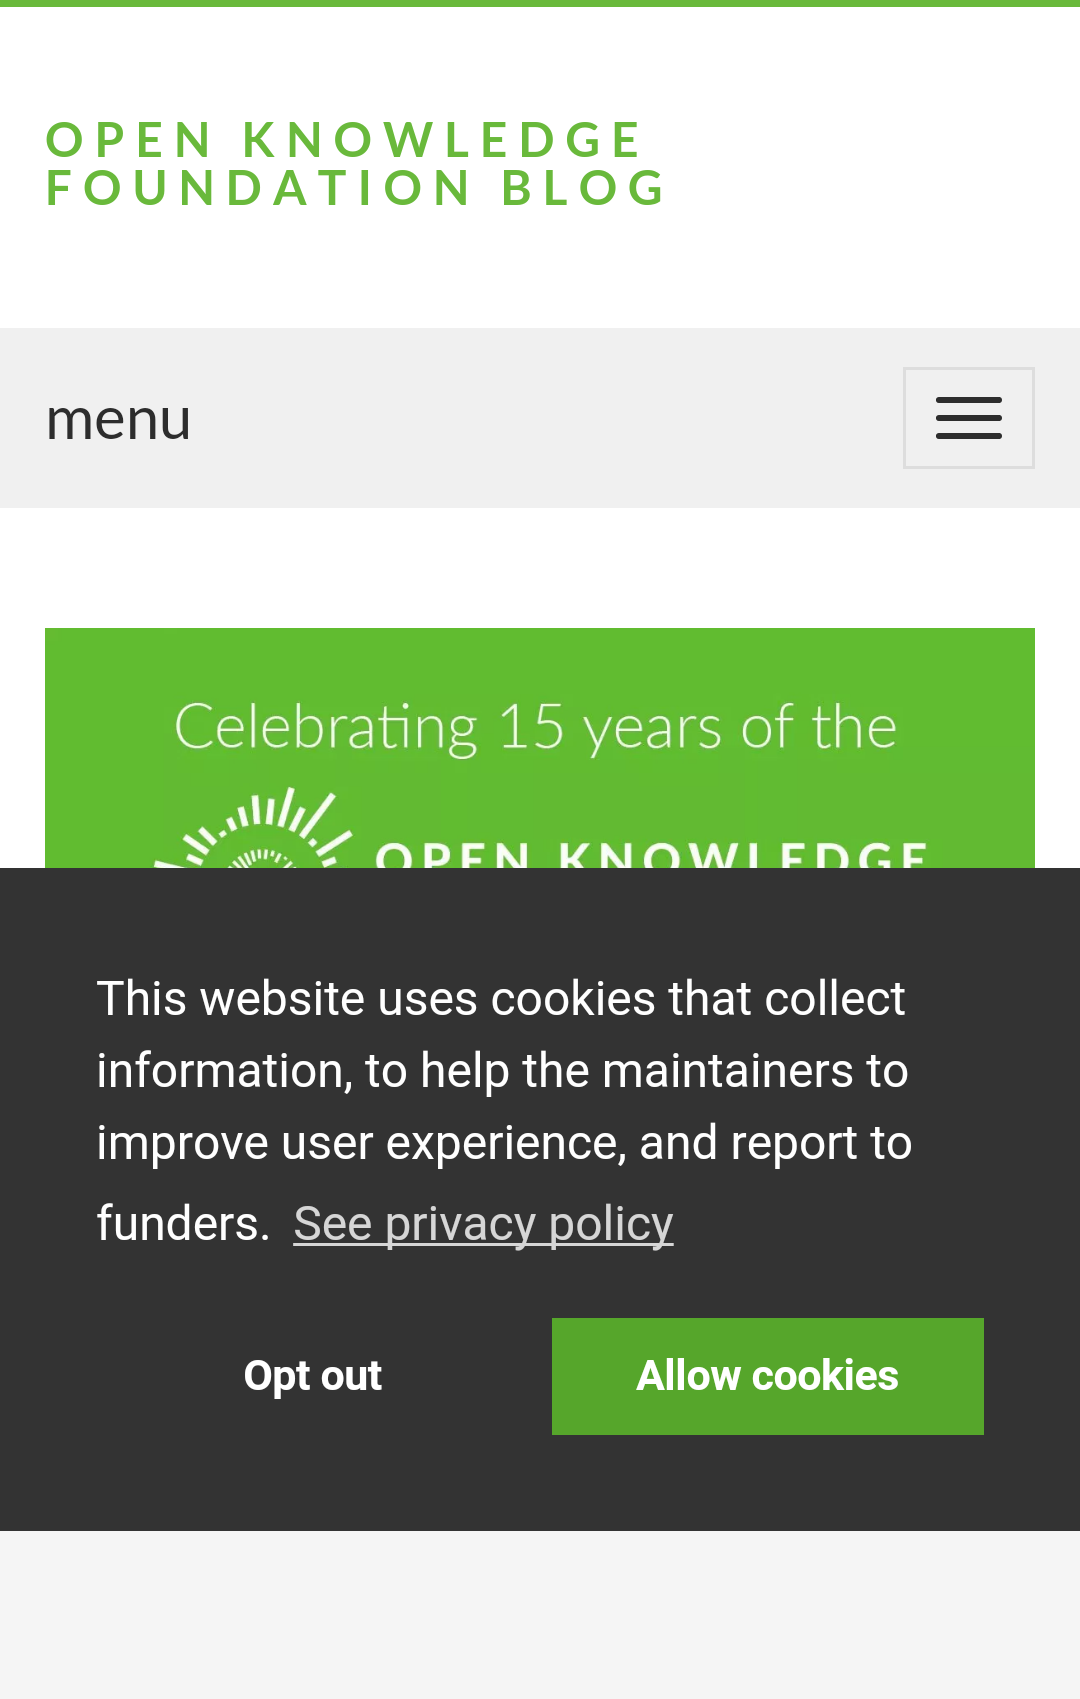 OPEN KNOWLEDGE
FOUNDATION BLOG
menu
Celebrating 15 years of the
OPEN KNOWLEDGE
This website uses cookies that collect
information, to help the maintainers to
improve user experience, and report to
funders. See privacy policy
Opt out
Allow cookies